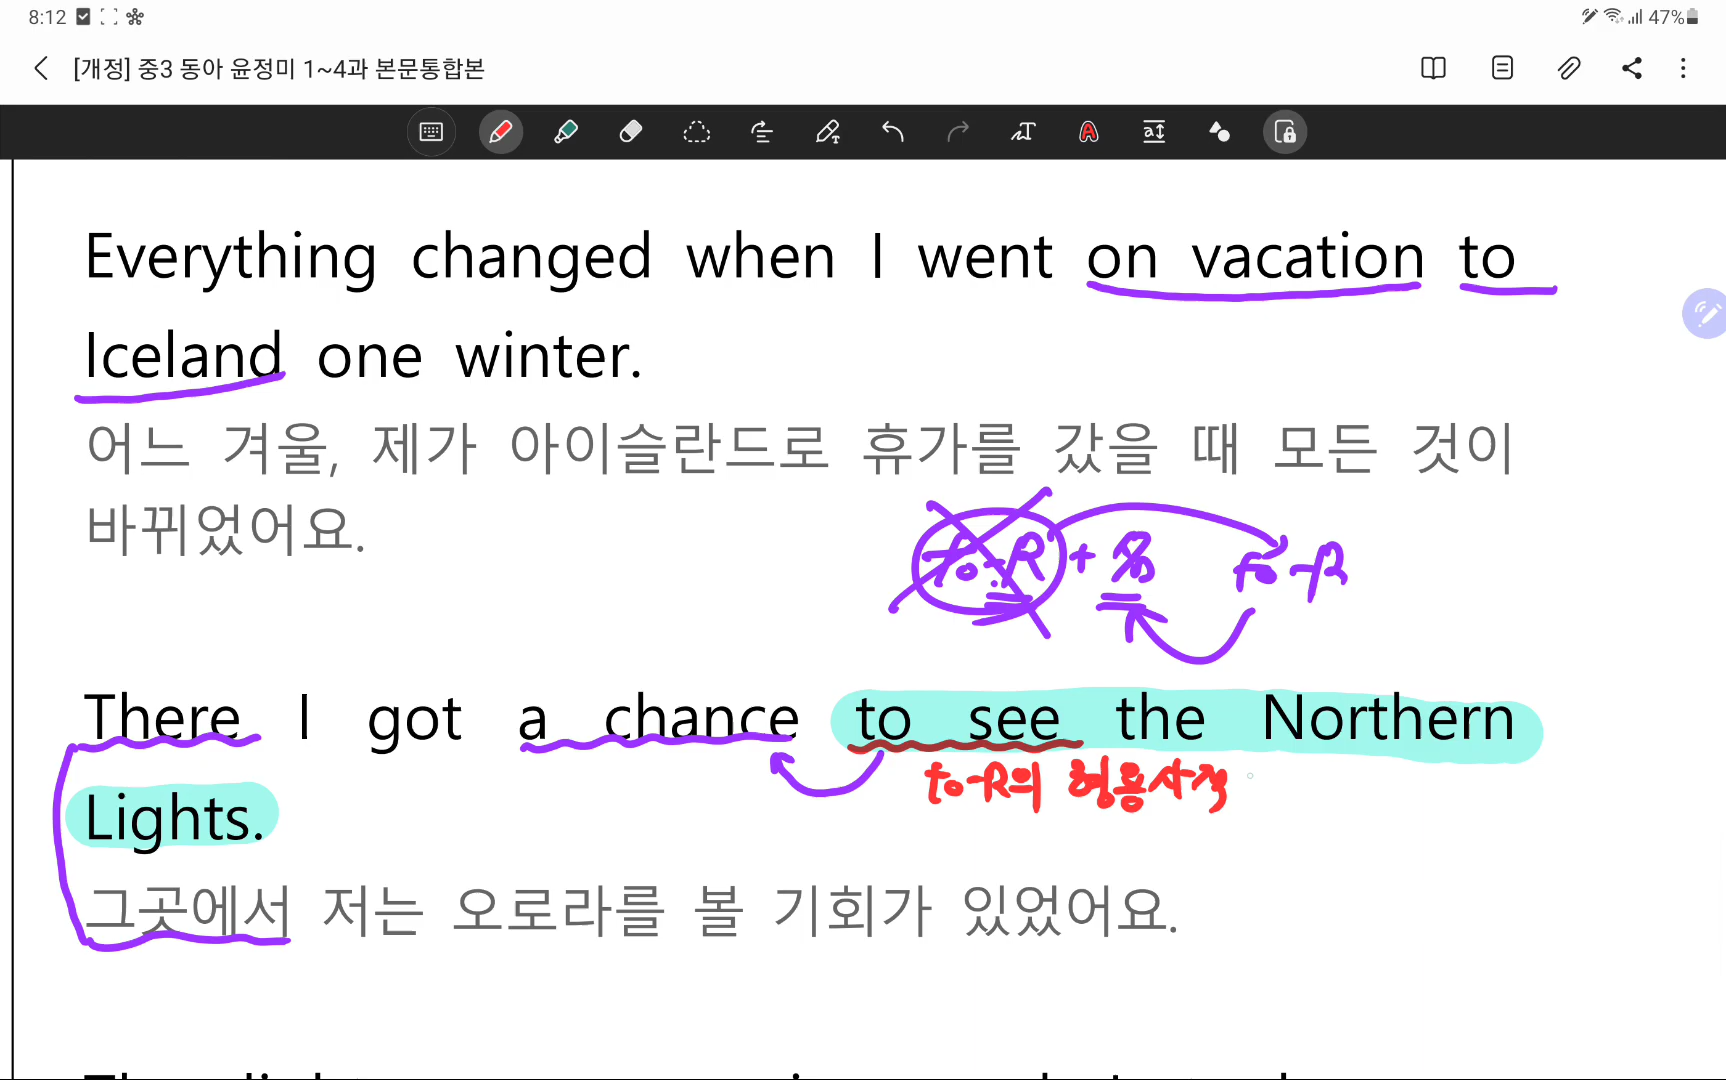 8:12
47%
[개정] 중3 동아 윤정미 1~4과 본문통합본
Everything changed when I went on vacation to
Iceland one winter.
어느 겨울, 제가 아이슬란드로 휴가를 갔을 때 모든 것이
바뀌었어요.
to-R + 명 to-R
There I got a chance to see the Northern
to-R의 형용사적
Lights.
그곳에서 저는 오로라를 볼 기회가 있었어요.